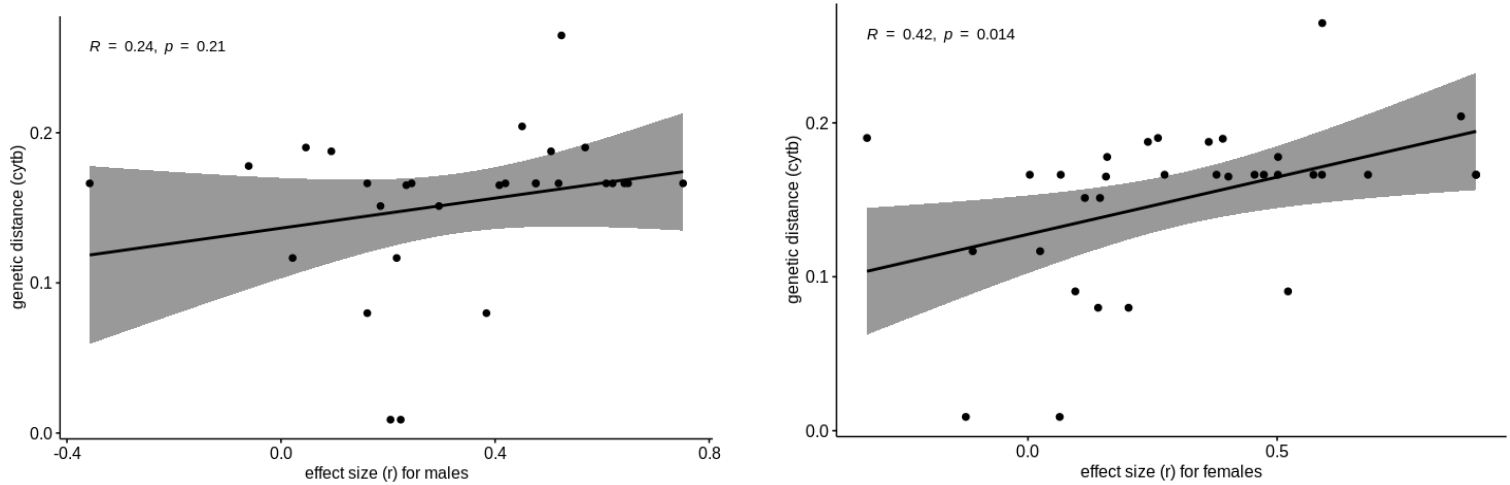 R = 0.24, p = 0.21
genetic distance (cytb)
0.2
0.1
0.0
-0.4 0.0 0.4 0.8
effect size (r) for males
R = 0.42, p = 0.014
genetic distance (cytb)
0.2
0.1
0.0
0.0 0.5
effect size (r) for females